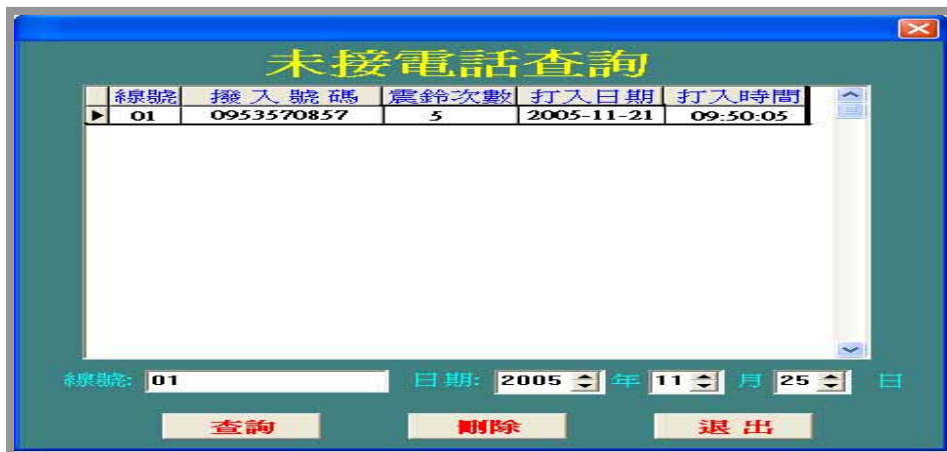 未接電話查詢
線號 撥入號碼 震鈴次數 打入日期 打入時間
01 0953570857 5 2005-11-21 09:50:05
線號: 01 日期: 2005 年 11 月 25 日
查詢 刪除 退出